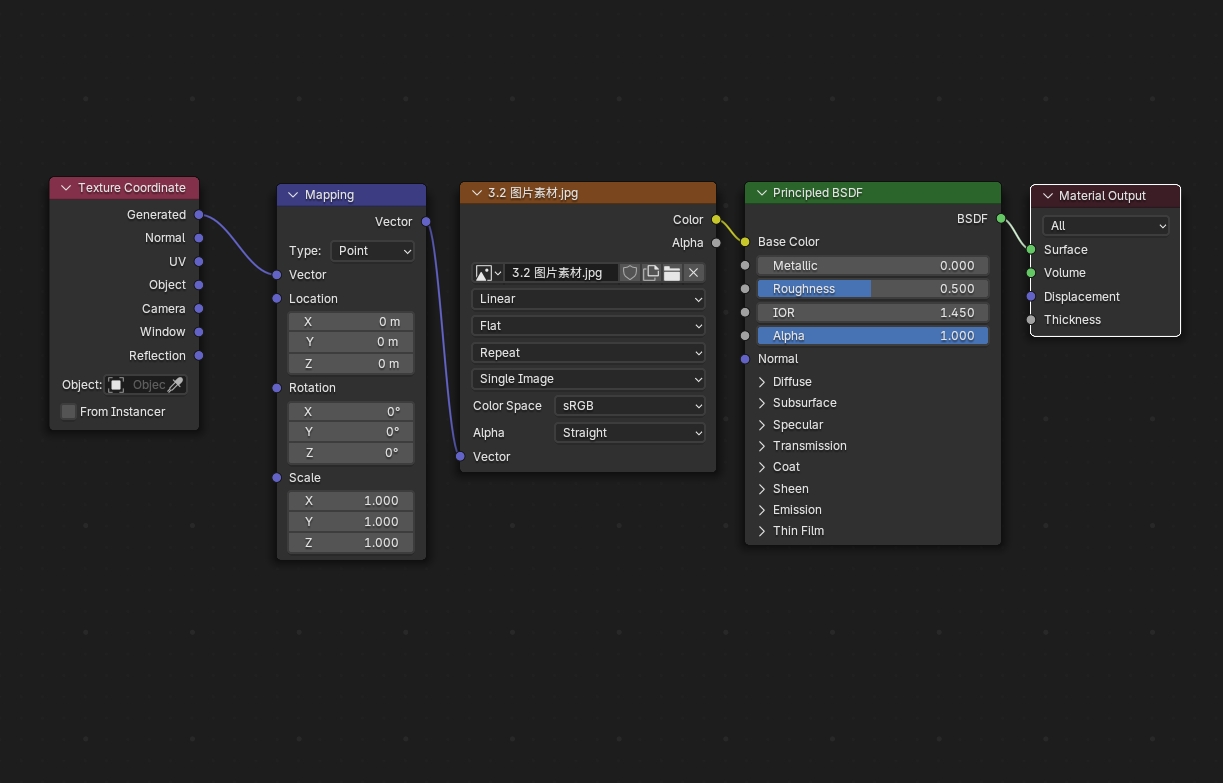 Texture Coordinate
Generated
Normal
UV
Object
Camera
Window
Reflection
Object: Objec
From Instancer
Mapping
Vector
Type: Point
Vector
Location
X 0 m
Y 0 m
Z 0 m
Rotation
X 0°
Y 0°
Z 0°
Scale
X 1.000
Y 1.000
Z 1.000
3.2 图片素材.jpg
Color
Alpha
3.2 图片素材.jpg
Linear
Flat
Repeat
Single Image
Color Space sRGB
Alpha Straight
Vector
Principled BSDF
BSDF
Base Color
Metallic 0.000
Roughness 0.500
IOR 1.450
Alpha 1.000
Normal
Diffuse
Subsurface
Specular
Transmission
Coat
Sheen
Emission
Thin Film
Material Output
All
Surface
Volume
Displacement
Thickness